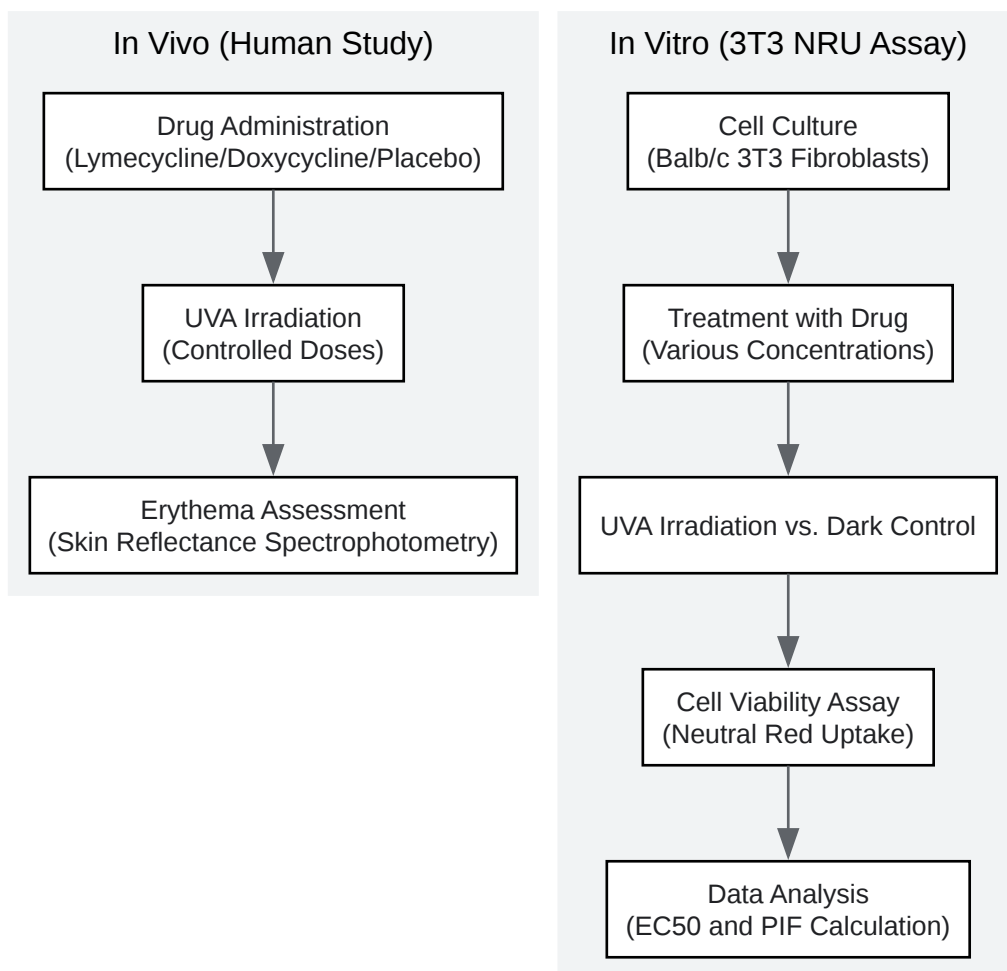 In Vivo (Human Study)
Drug Administration
(Lymecycline/Doxycycline/Placebo)
UVA Irradiation
(Controlled Doses)
Erythema Assessment
(Skin Reflectance Spectrophotometry)
In Vitro (3T3 NRU Assay)
Cell Culture
(Balb/c 3T3 Fibroblasts)
Treatment with Drug
(Various Concentrations)
UVA Irradiation vs. Dark Control
Cell Viability Assay
(Neutral Red Uptake)
Data Analysis
(EC50 and PIF Calculation)